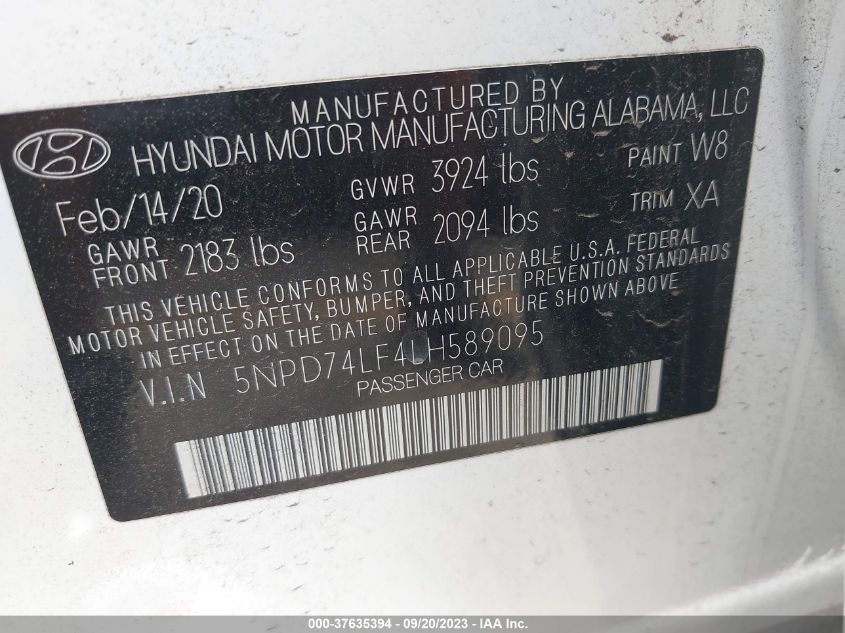 MANUFACTURED BY
HYUNDAI MOTOR MANUFACTURING ALABAMA, LLC
Feb/14/20 GVWR 3924 lbs PAINT W8
GAWR FRONT 2183 lbs GAWR REAR 2094 lbs TRIM XA
THIS VEHICLE CONFORMS TO ALL APPLICABLE U.S.A. FEDERAL
MOTOR VEHICLE SAFETY, BUMPER, AND THEFT PREVENTION STANDARDS
IN EFFECT ON THE DATE OF MANUFACTURE SHOWN ABOVE
V.I.N 5NPD74LF4LH589095
PASSENGER CAR
000-37635394 - 09/20/2023 - IAA Inc.